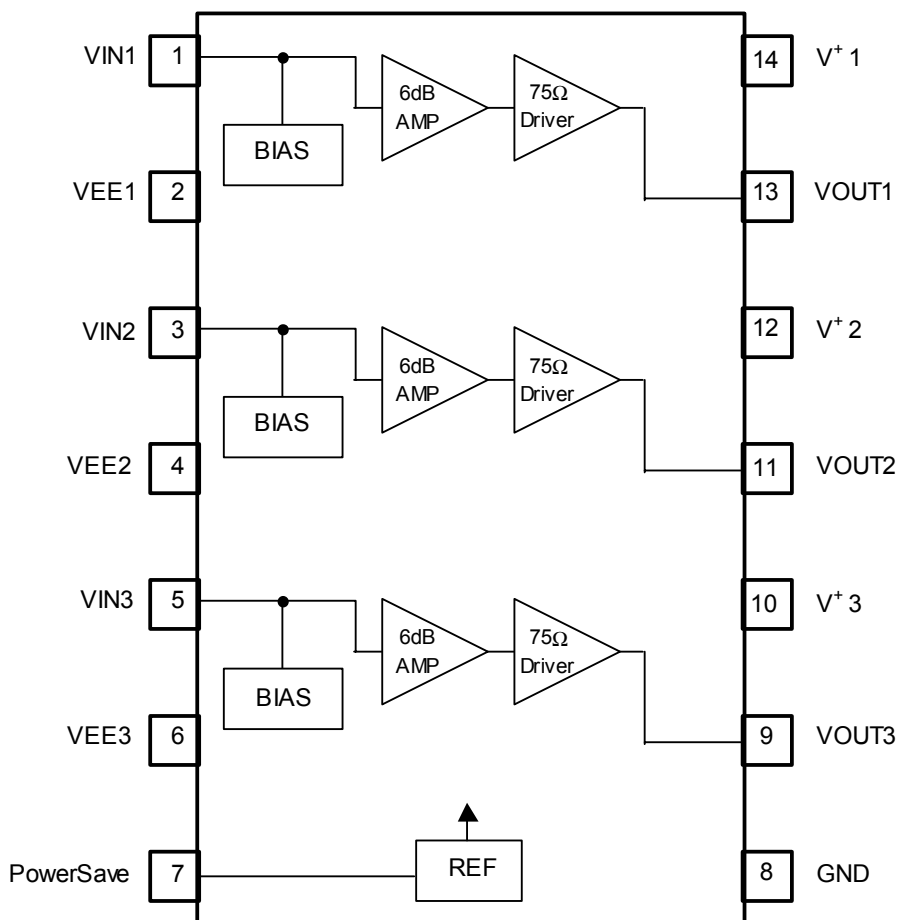 VIN1 1 14 V+ 1
6dB AMP
75Ω Driver
BIAS
VEE1 2 13 VOUT1
VIN2 3 12 V+ 2
6dB AMP
75Ω Driver
BIAS
VEE2 4 11 VOUT2
VIN3 5 10 V+ 3
6dB AMP
75Ω Driver
BIAS
VEE3 6 9 VOUT3
PowerSave 7 REF 8 GND